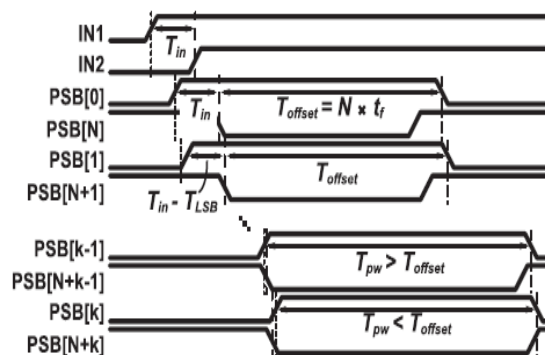 IN1
T_in
IN2
PSB[0]
T_in
T_offset = N × t_f
PSB[N]
PSB[1]
T_offset
T_in - T_LSB
PSB[N+1]
PSB[k-1]
T_pw > T_offset
PSB[N+k-1]
PSB[k]
T_pw < T_offset
PSB[N+k]